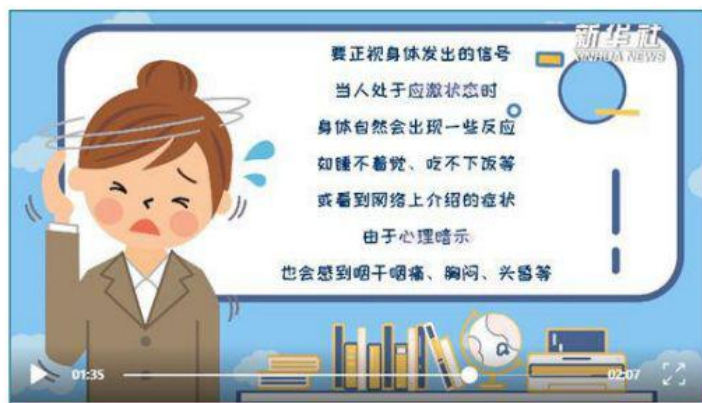 新华社
XINHUA NEWS
要正视身体发出的信号
当人处于应激状态时
身体自然会出现一些反应
如睡不着觉、吃不下饭等
或看到网络上介绍的症状
由于心理暗示
也会感到咽干咽痛、胸闷、头昏等
01:35
02:07